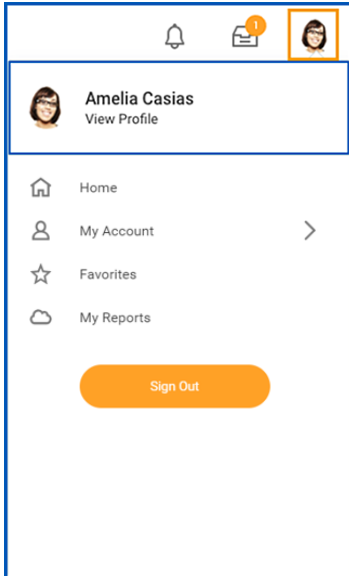 1
Amelia Casias
View Profile
Home
My Account
Favorites
My Reports
Sign Out